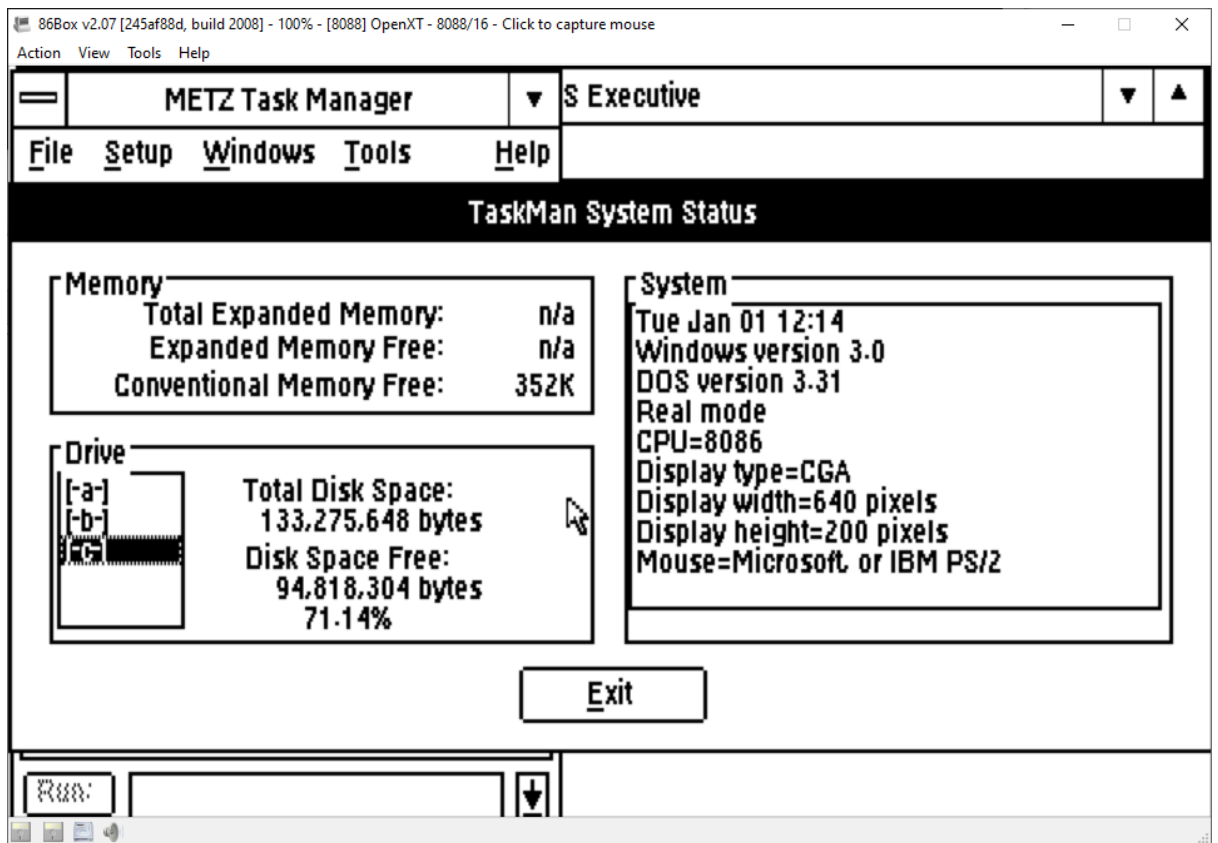 86Box v2.07 [245af88d, build 2008] - 100% - [8088] OpenXT - 8088/16 - Click to capture mouse
Action View Tools Help
METZ Task Manager
S Executive
File Setup Windows Tools Help
TaskMan System Status
Memory
Total Expanded Memory: n/a
Expanded Memory Free: n/a
Conventional Memory Free: 352K
Drive
[-a-]
[-b-]
[-c-]
Total Disk Space:
133,275,648 bytes
Disk Space Free:
94,818,304 bytes
71.14%
System
Tue Jan 01 12:14
Windows version 3.0
DOS version 3.31
Real mode
CPU=8086
Display type=CGA
Display width=640 pixels
Display height=200 pixels
Mouse=Microsoft, or IBM PS/2
Exit
Run: